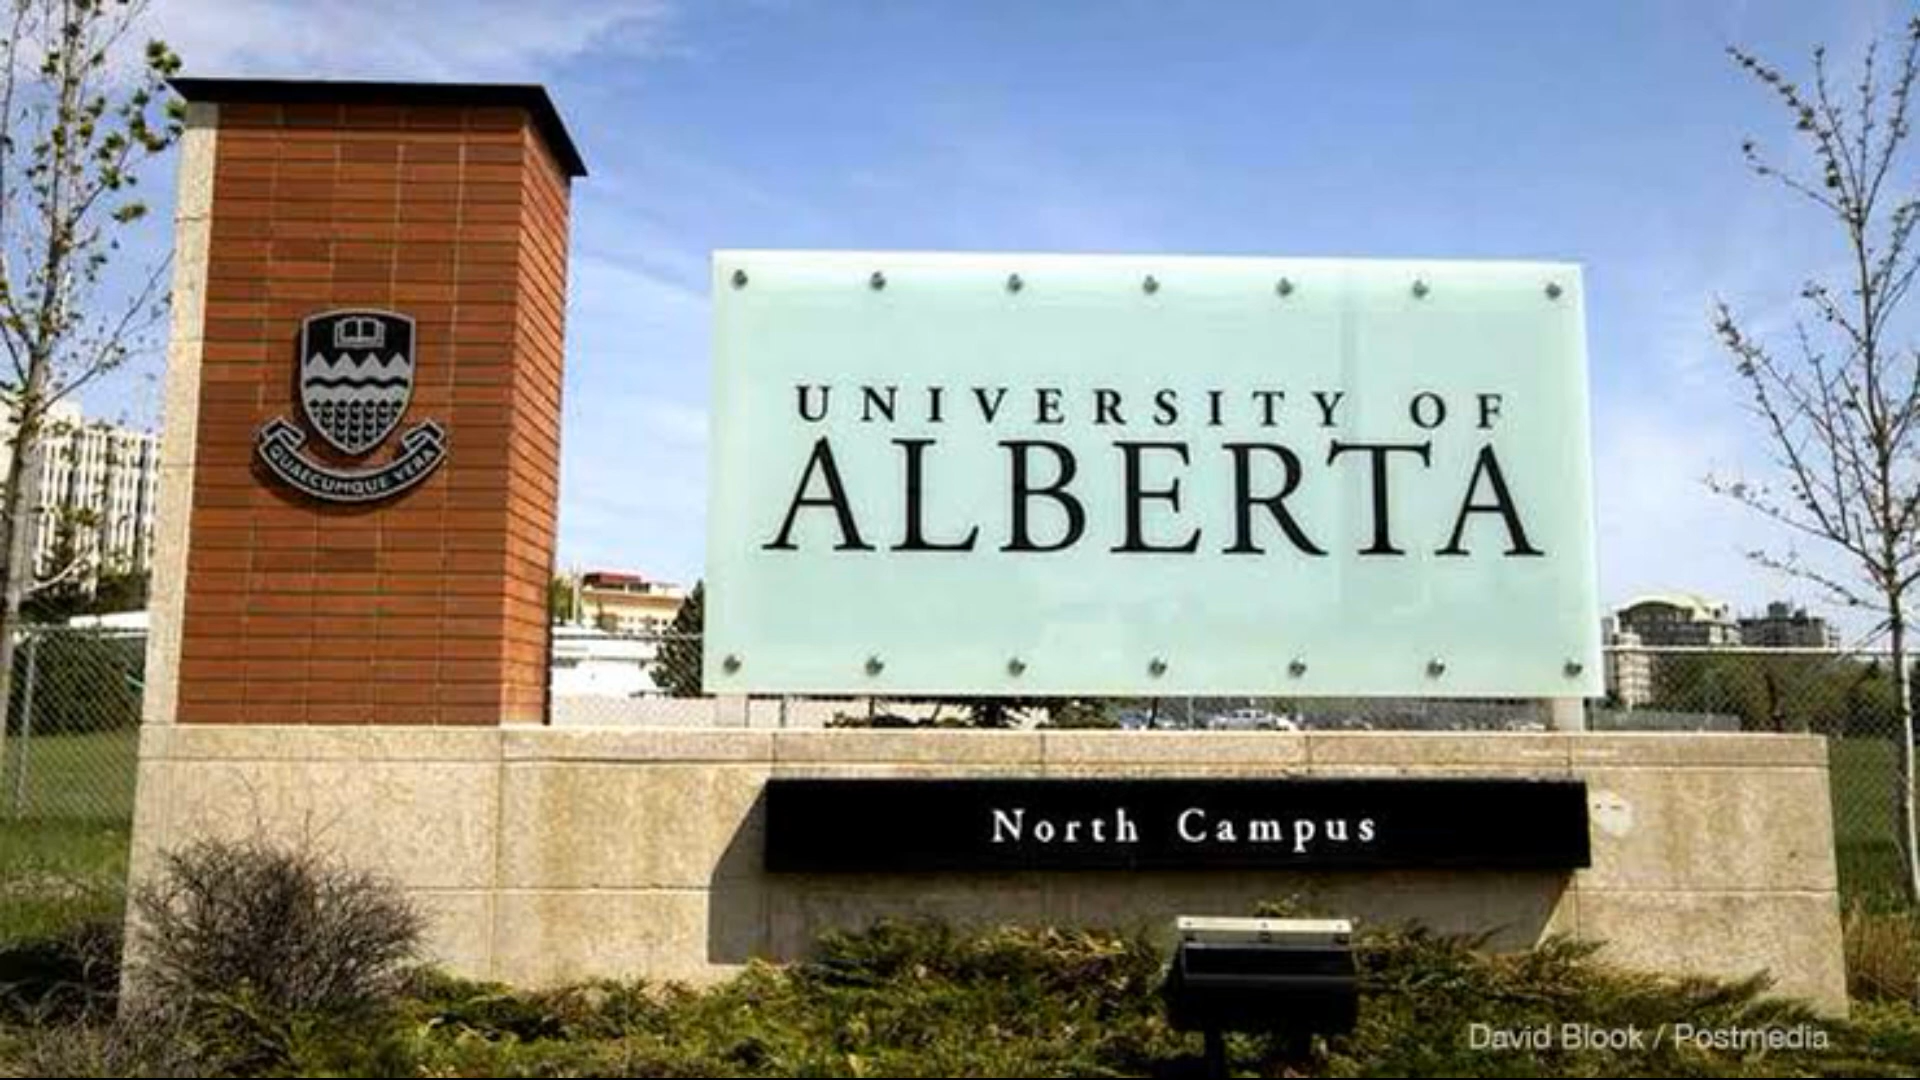 QUAECUMQUE VERA
UNIVERSITY OF
ALBERTA
North Campus
David Blook / Postmedia